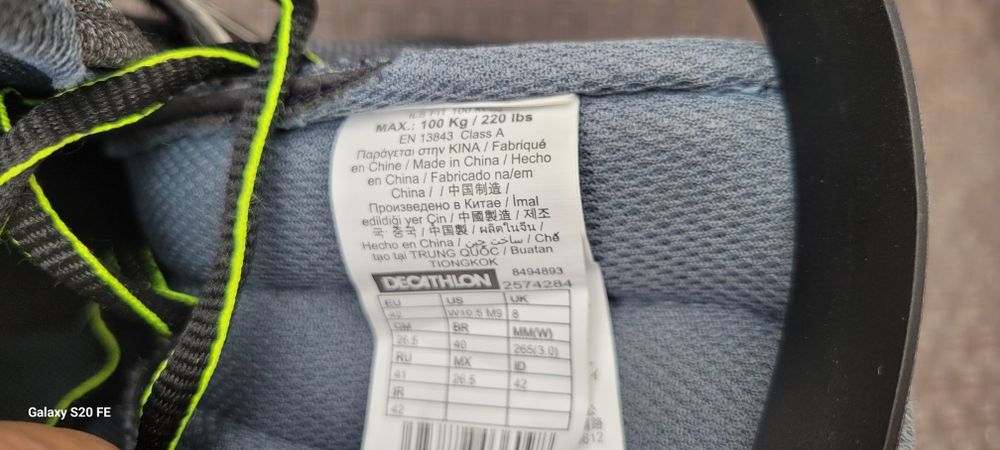 ILS FIT 100
MAX.: 100 Kg / 220 lbs
EN 13843 Class A
Παράγεται στην ΚΙΝΑ / Fabriqué
en Chine / Made in China / Hecho
en China / Fabricado na/em
China / / 中国制造 /
Произведено в Китае / İmal
edildiği yer Çin / 中國製造 / 제조
국: 중국 / 中国製 / ผลิตในจีน /
Hecho en China / ساخت چین / Chế
tạo tại TRUNG QUỐC / Buatan
TIONGKOK
DECATHLON 8494893
2574284
EU US UK
42 W10.5 M9 8
CM BR MM(W)
26.5 40 265(3.0)
RU MX ID
41 26.5 42
IR
42
812
Galaxy S20 FE